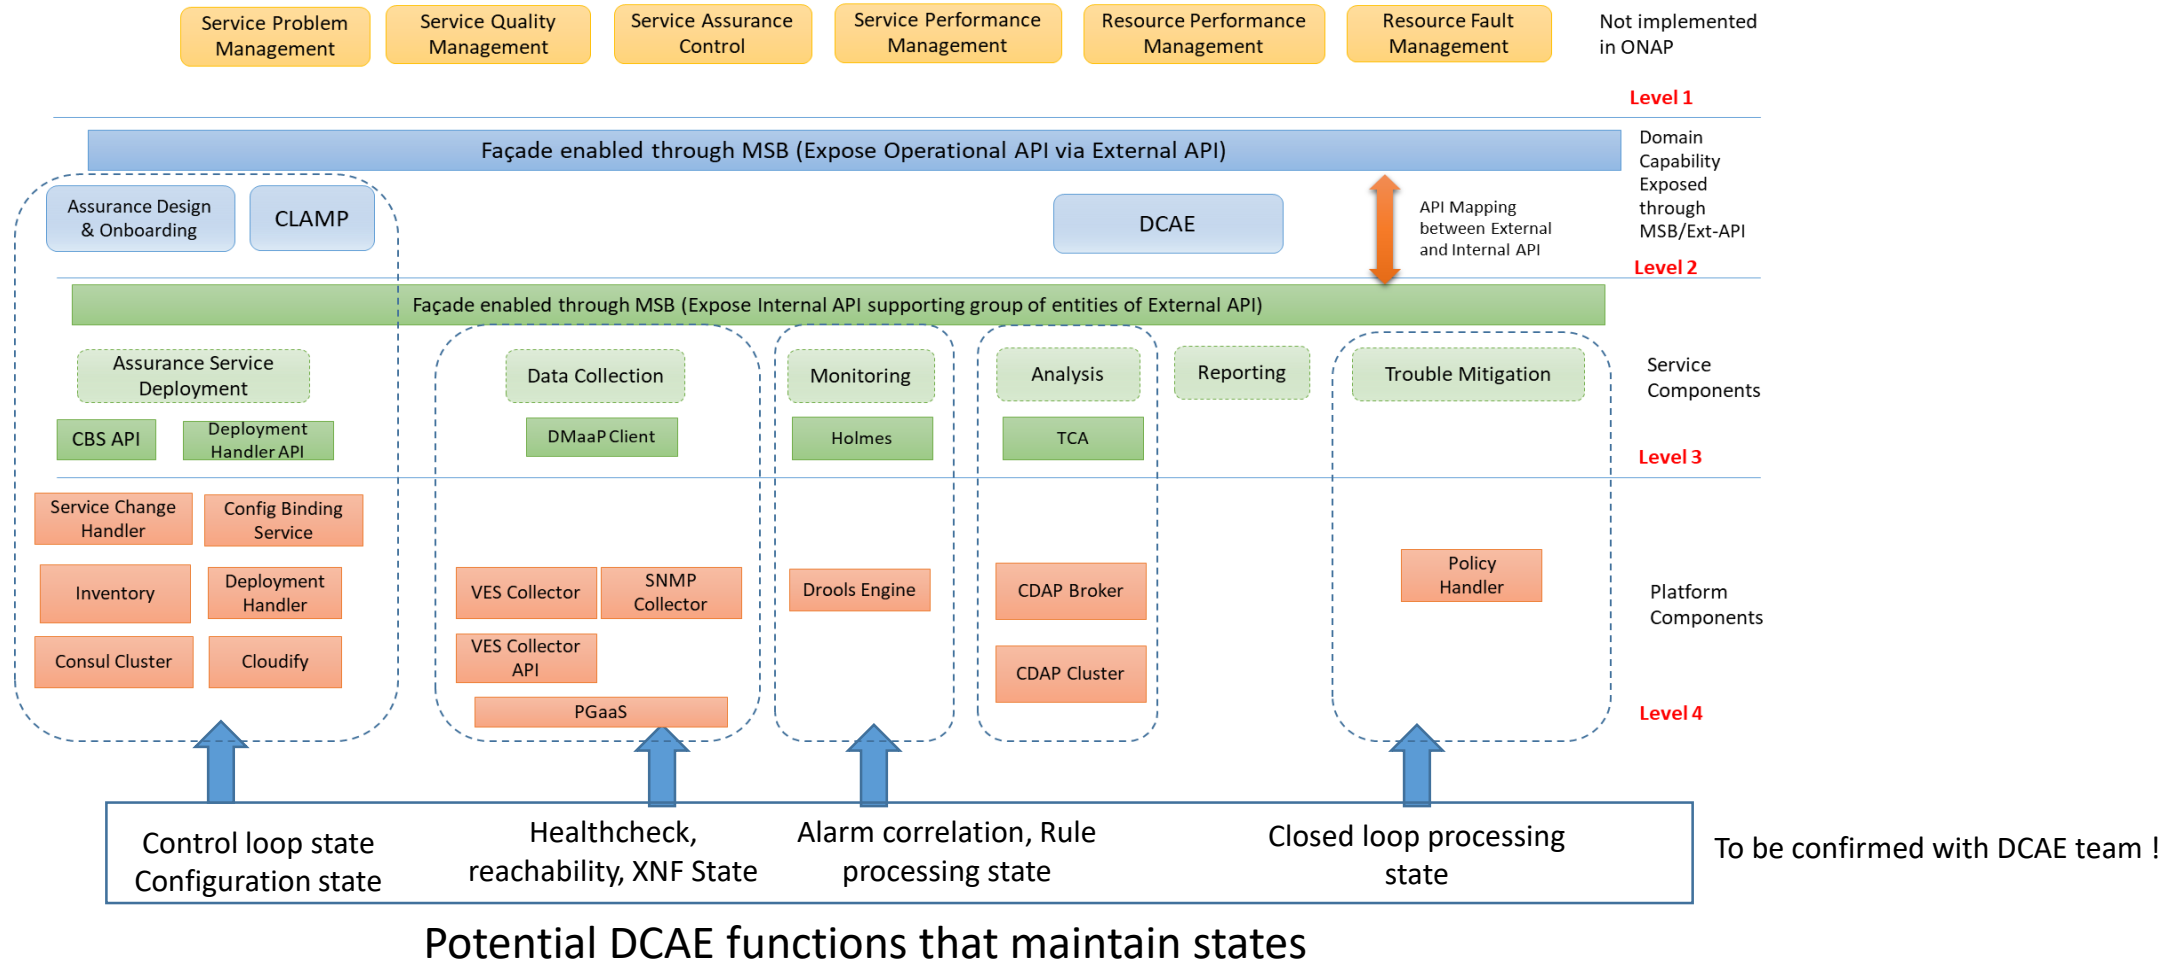 Service Problem
Management
Service Quality
Management
Service Assurance
Control
Service Performance
Management
Resource Performance
Management
Resource Fault
Management
Not implemented
in ONAP
Level 1
Façade enabled through MSB (Expose Operational API via External API)
Domain
Capability
Exposed
through
MSB/Ext-API
Assurance Design
& Onboarding
CLAMP
DCAE
API Mapping
between External
and Internal API
Level 2
Façade enabled through MSB (Expose Internal API supporting group of entities of External API)
Assurance Service
Deployment
Data Collection
Monitoring
Analysis
Reporting
Trouble Mitigation
Service
Components
CBS API
Deployment
Handler API
DMaaP Client
Holmes
TCA
Level 3
Service Change
Handler
Config Binding
Service
Inventory
Deployment
Handler
VES Collector
SNMP
Collector
Drools Engine
CDAP Broker
Policy
Handler
Platform
Components
Consul Cluster
Cloudify
VES Collector
API
CDAP Cluster
PGaaS
Level 4
Control loop state
Configuration state
Healthcheck,
reachability, XNF State
Alarm correlation, Rule
processing state
Closed loop processing
state
To be confirmed with DCAE team !
Potential DCAE functions that maintain states